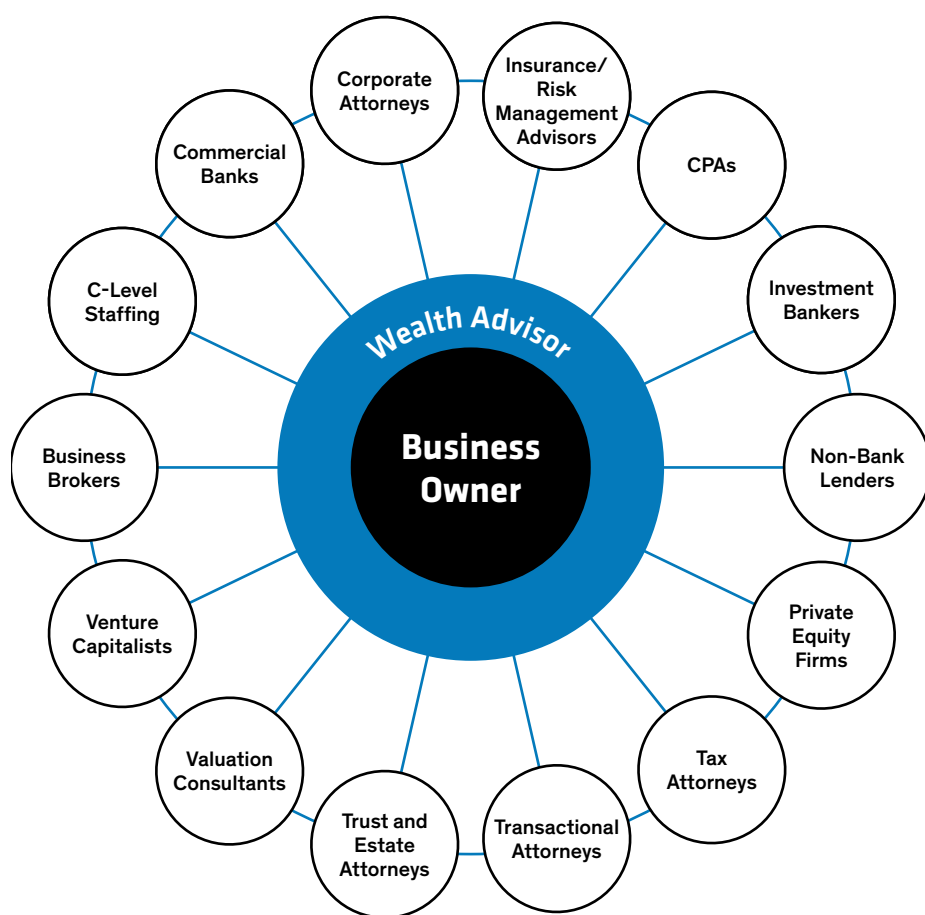 Corporate
Attorneys
Insurance/
Risk
Management
Advisors
CPAs
Investment
Bankers
Non-Bank
Lenders
Private
Equity
Firms
Tax
Attorneys
Transactional
Attorneys
Trust and
Estate
Attorneys
Valuation
Consultants
Venture
Capitalists
Business
Brokers
C-Level
Staffing
Commercial
Banks
Wealth Advisor
Business
Owner